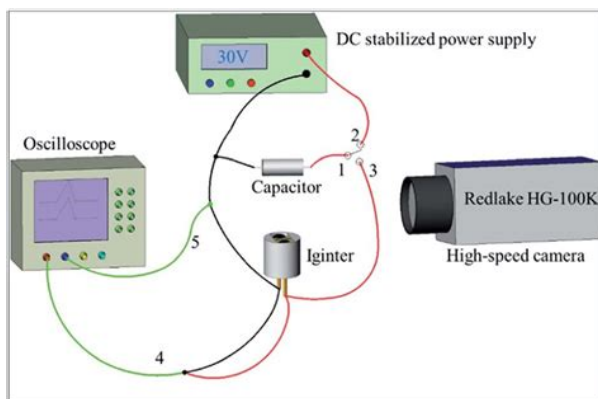 DC stabilized power supply
30V
Oscilloscope
2
1
3
Capacitor
Redlake HG-100K
5
Iginter
High-speed camera
4